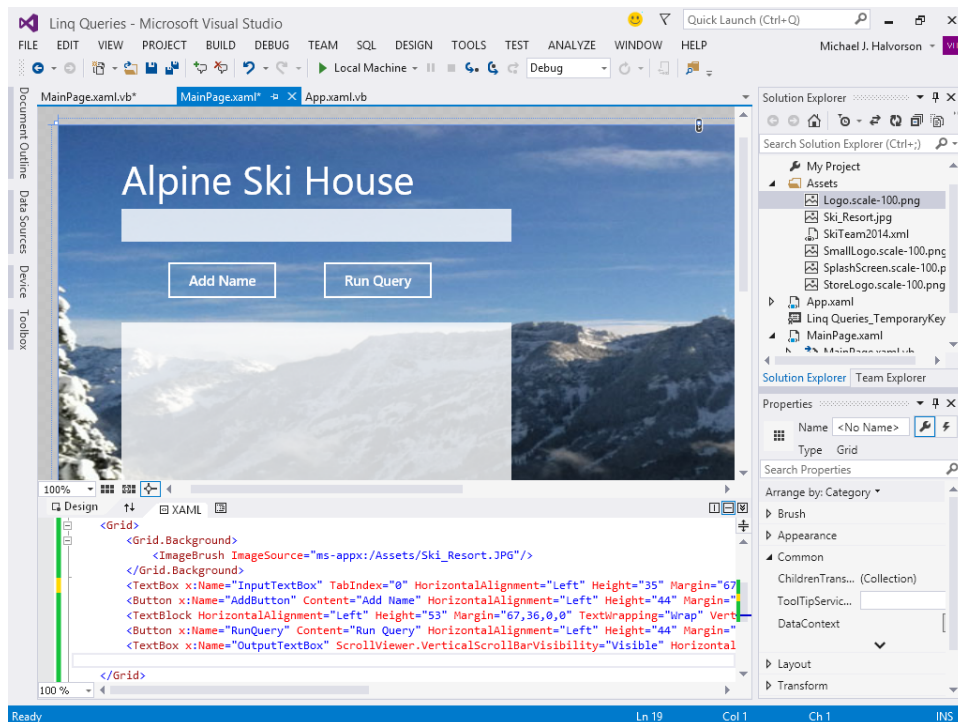 Linq Queries - Microsoft Visual Studio
Quick Launch (Ctrl+Q)
FILE EDIT VIEW PROJECT BUILD DEBUG TEAM SQL DESIGN TOOLS TEST ANALYZE WINDOW HELP
Michael J. Halvorson
Local Machine
Debug
Document Outline
Data Sources
Device
Toolbox
MainPage.xaml.vb*
MainPage.xaml*
App.xaml.vb
Alpine Ski House
Add Name
Run Query
100%
Design
XAML
<Grid>
<Grid.Background>
<ImageBrush ImageSource="ms-appx:/Assets/Ski_Resort.JPG"/>
</Grid.Background>
<TextBox x:Name="InputTextBox" TabIndex="0" HorizontalAlignment="Left" Height="35" Margin="67
<Button x:Name="AddButton" Content="Add Name" HorizontalAlignment="Left" Height="44" Margin="
<TextBlock HorizontalAlignment="Left" Height="53" Margin="67,36,0,0" TextWrapping="Wrap" Vert
<Button x:Name="RunQuery" Content="Run Query" HorizontalAlignment="Left" Height="44" Margin="
<TextBox x:Name="OutputTextBox" ScrollViewer.VerticalScrollBarVisibility="Visible" Horizontal
</Grid>
100 %
Solution Explorer
Search Solution Explorer (Ctrl+;)
My Project
Assets
Logo.scale-100.png
Ski_Resort.jpg
SkiTeam2014.xml
SmallLogo.scale-100.png
SplashScreen.scale-100.p
StoreLogo.scale-100.png
App.xaml
Linq Queries_TemporaryKey
MainPage.xaml
MainPage.xaml.vb
Solution Explorer
Team Explorer
Properties
Name <No Name>
Type Grid
Search Properties
Arrange by: Category
Brush
Appearance
Common
ChildrenTrans... (Collection)
ToolTipServic...
DataContext
Layout
Transform
Ready
Ln 19
Col 1
Ch 1
INS